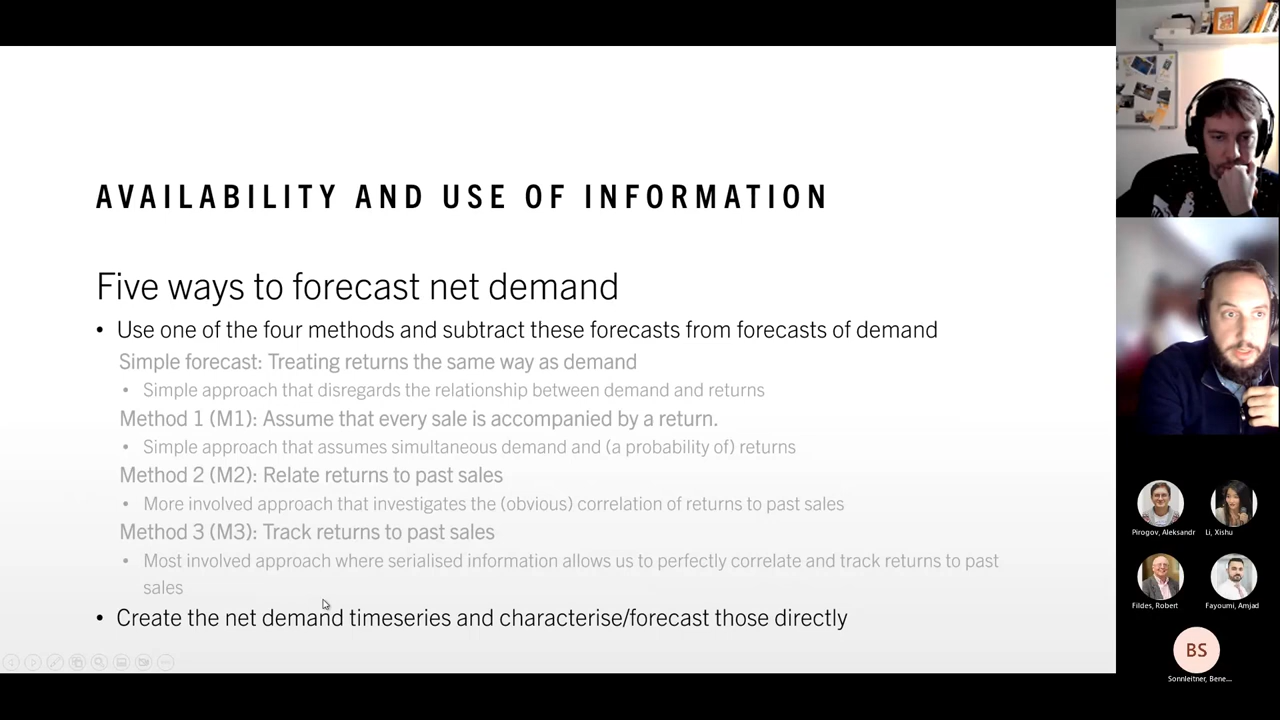 AVAILABILITY AND USE OF INFORMATION
Five ways to forecast net demand
• Use one of the four methods and subtract these forecasts from forecasts of demand
Simple forecast: Treating returns the same way as demand
• Simple approach that disregards the relationship between demand and returns
Method 1 (M1): Assume that every sale is accompanied by a return.
• Simple approach that assumes simultaneous demand and (a probability of) returns
Method 2 (M2): Relate returns to past sales
• More involved approach that investigates the (obvious) correlation of returns to past sales
Method 3 (M3): Track returns to past sales
• Most involved approach where serialised information allows us to perfectly correlate and track returns to past
sales
• Create the net demand timeseries and characterise/forecast those directly
Pirogov, Aleksandr
Li, Xishu
Fildes, Robert
Fayoumi, Amjad
BS
Sonnleitner, Bene...